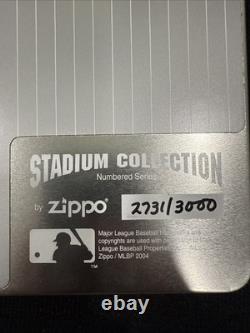 STADIUM COLLECTION
Numbered Series
by Zippo 2731/3000
Major League Baseball
copyrights are used with
League Baseball
Zippo / MLBP 2004
TM